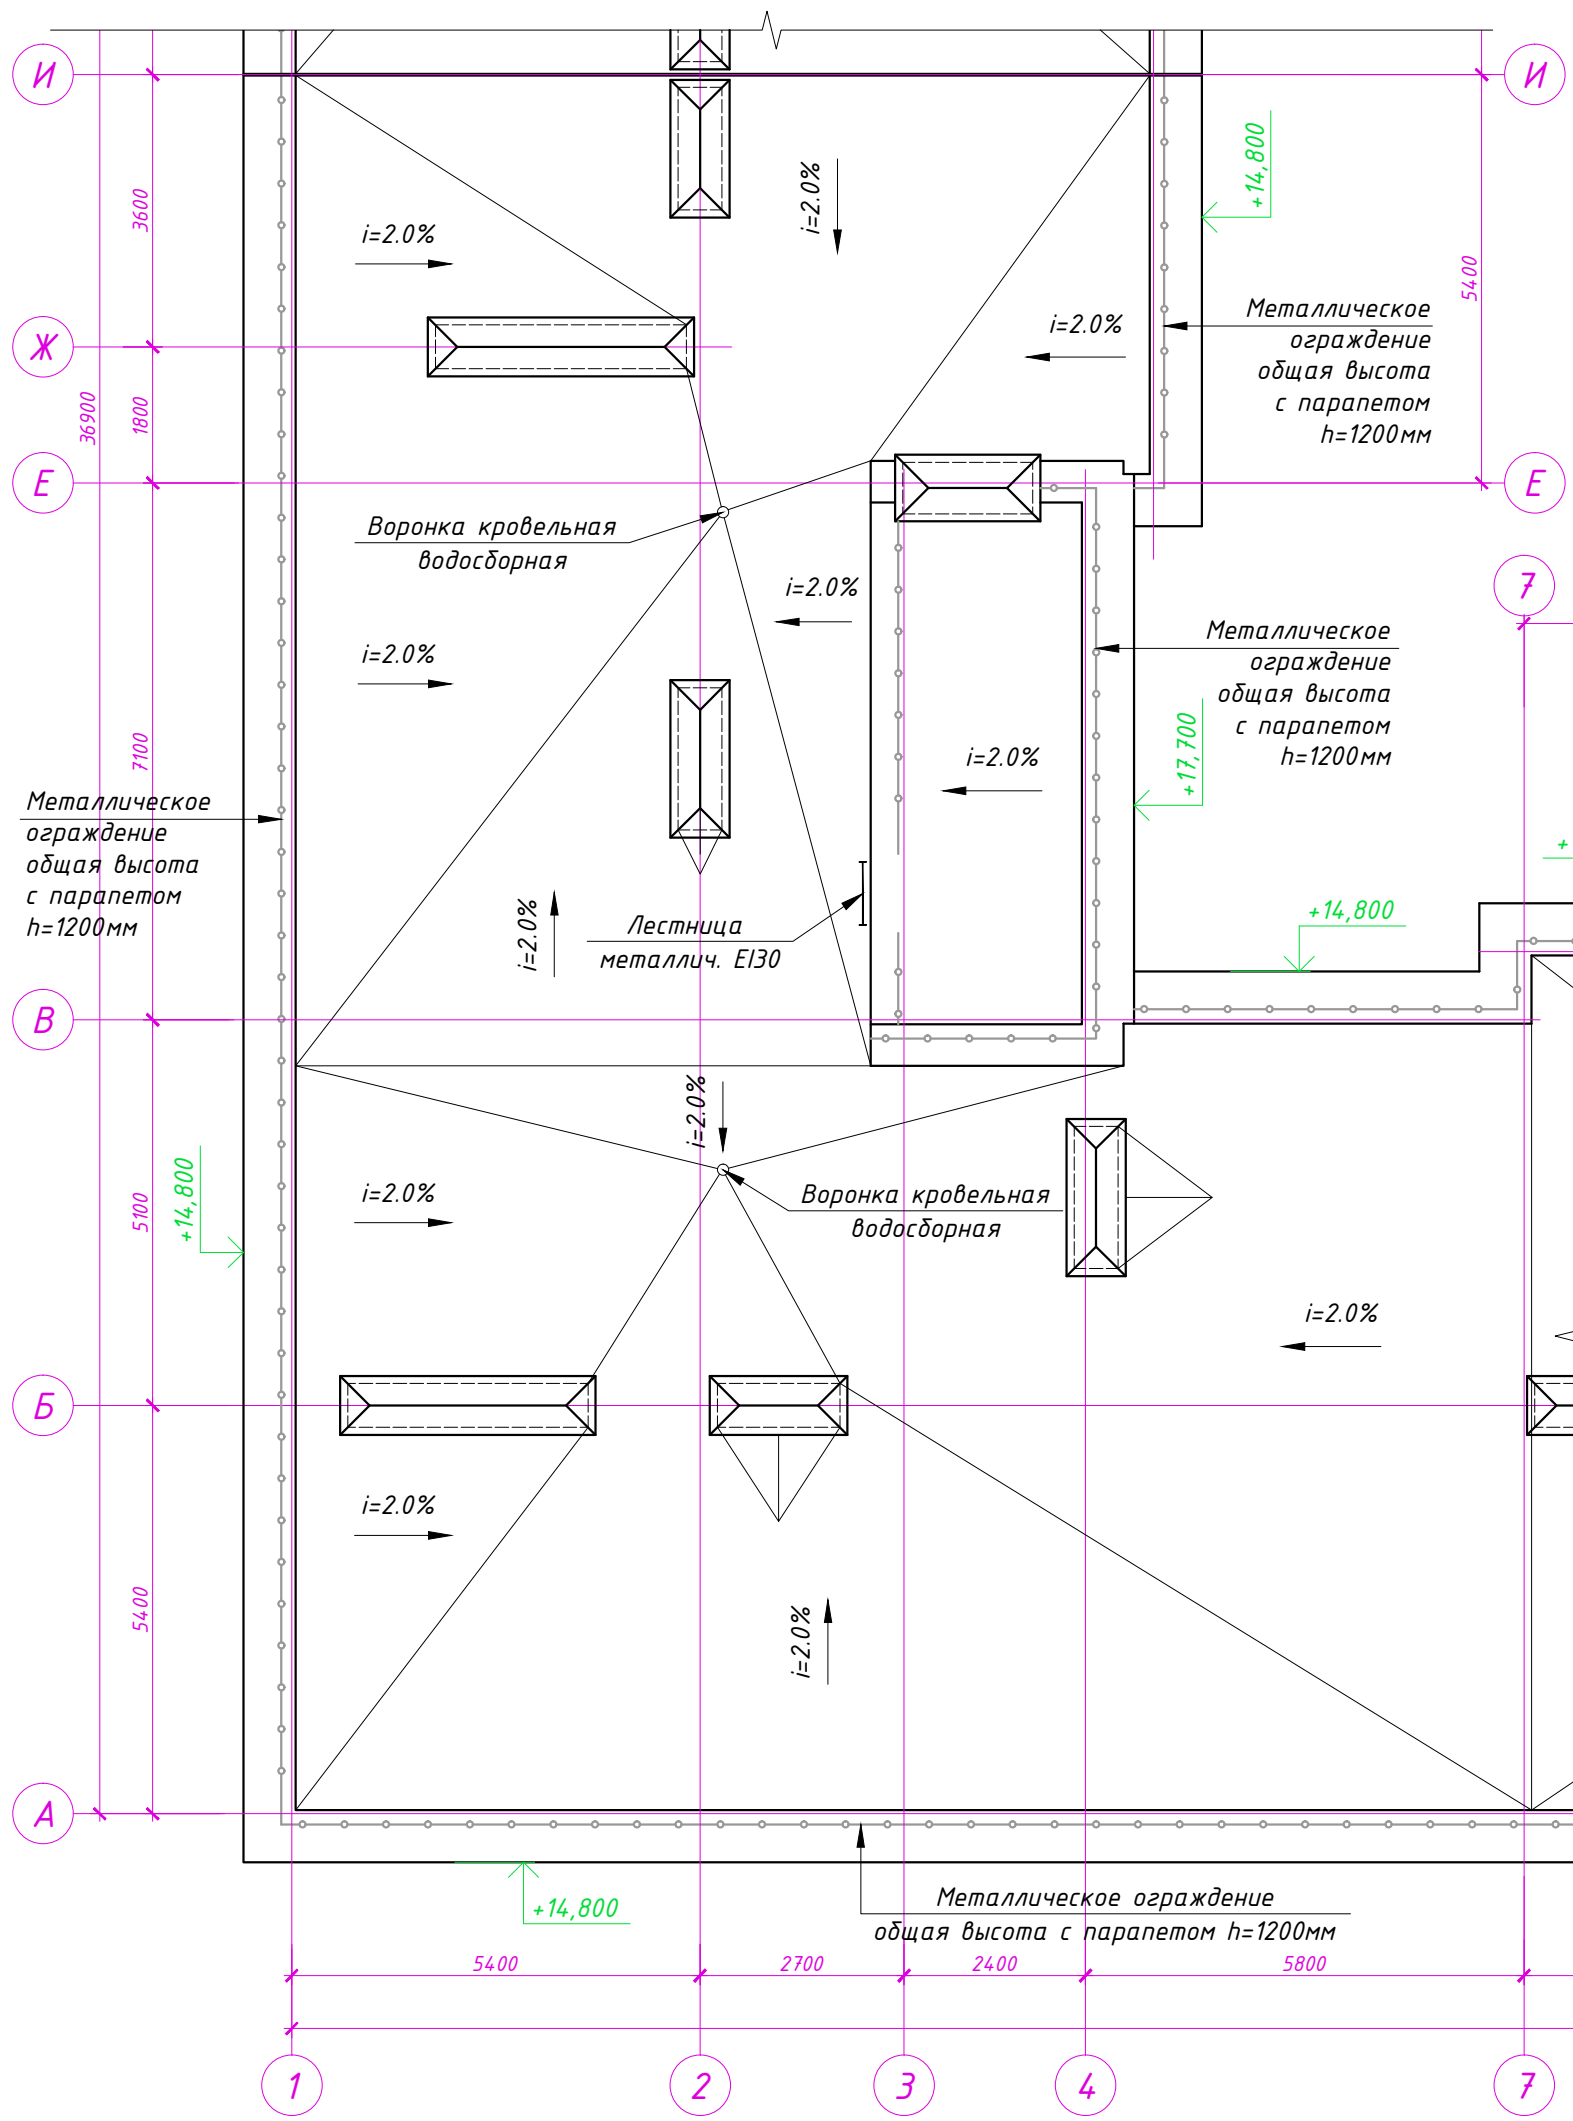 И
И
+14,800
i=2.0%
3600
i=2.0%
5400
Металлическое
ограждение
общая высота
с парапетом
h=1200мм
i=2.0%
Ж
36900
1800
Е
Е
Воронка кровельная
водосборная
i=2.0%
7
Металлическое
ограждение
общая высота
с парапетом
h=1200мм
i=2.0%
+17,700
i=2.0%
7100
Металлическое
ограждение
общая высота
с парапетом
h=1200мм
+
+14,800
i=2.0%
Лестница
металлич. EI30
В
i=2.0%
+14,800
5100
i=2.0%
Воронка кровельная
водосборная
i=2.0%
Б
i=2.0%
5400
i=2.0%
А
+14,800
Металлическое ограждение
общая высота с парапетом h=1200мм
5400
2700
2400
5800
1
2
3
4
7